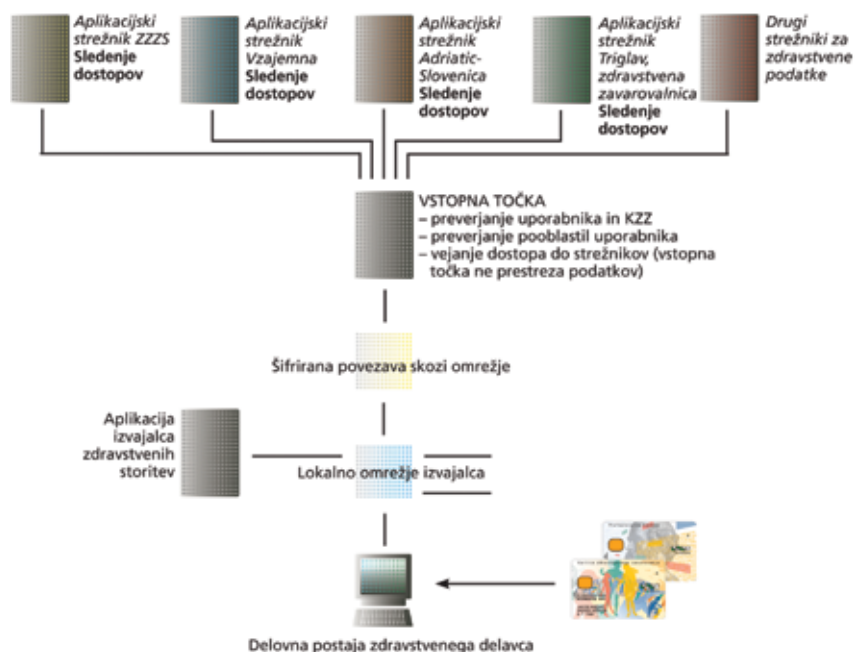 Aplikacijski
strežnik ZZZS
Sledenje
dostopov
Aplikacijski
strežnik
Vzajemna
Sledenje
dostopov
Aplikacijski
strežnik
Adriatic-
Slovenica
Sledenje
dostopov
Aplikacijski
strežnik
Triglav,
zdravstvena
zavarovalnica
Sledenje
dostopov
Drugi
strežniki za
zdravstvene
podatke
VSTOPNA TOČKA
– preverjanje uporabnika in KZZ
– preverjanje pooblastil uporabnika
– vejanje dostopa do strežnikov (vstopna
točka ne prestreza podatkov)
Šifrirana povezava skozi omrežje
Aplikacija
izvajalca
zdravstvenih
storitev
Lokalno omrežje izvajalca
Delovna postaja zdravstvenega delavca